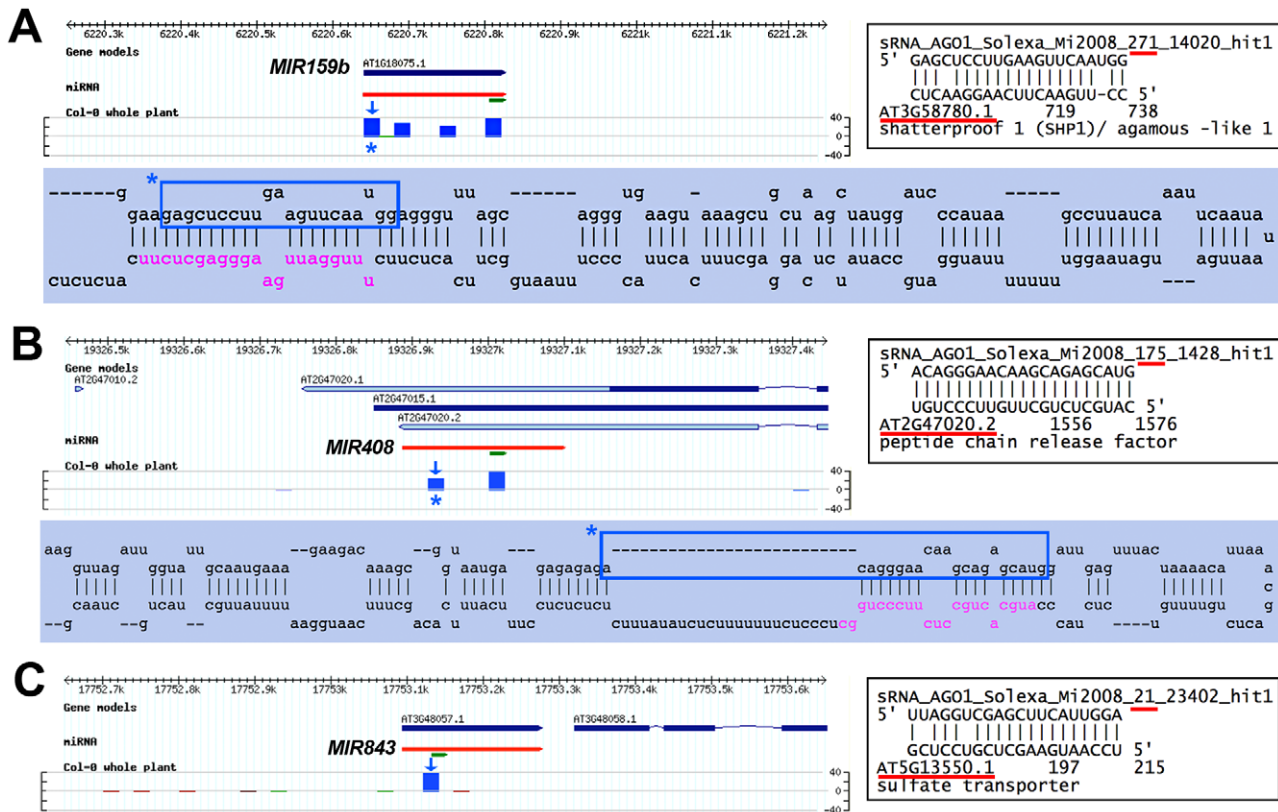 A
6220.3k 6220.4k 6220.5k 6220.6k 6220.7k 6220.8k 6220.9k 6221k 6221.1k 6221.2k
Gene models
AT1G18075.1
MIR159b
miRNA
Col-0 whole plant
40
0
-40
*
sRNA_AGO1_Solexa_Mi2008_271_14020_hit1
5' GAGCUCCUUGAAGUUCAAUGG
CUCAAGGAACUUCAAGUU-CC 5'
AT3G58780.1 719 738
shatterproof 1 (SHP1)/ agamous -like 1
*
------g ga u uu ------ ug - g a c auc ----- aau
gaagagcuccuu aguucaa ggagggu agc aggg aagu aaagcu cu ag uaugg ccauaa gccuuauca ucaaua
u
cuucucgaggga uuagguu cuucuca ucg uccc uuca uuucga ga uc auacc gguauu uggaauagu aguuaa
cucucua ag u cu guaauu ca c g c u gua uuuuu ---
B
19326.5k 19326.6k 19326.7k 19326.8k 19326.9k 19327k 19327.1k 19327.2k 19327.3k 19327.4k
Gene models
AT2G47010.2 AT2G47020.1
AT2G47015.1
AT2G47020.2
miRNA
MIR408
Col-0 whole plant
40
0
-40
*
sRNA_AGO1_Solexa_Mi2008_175_1428_hit1
5' ACAGGGAACAAGCAGAGCAUG
UGUCCCUUGUUCGUCUCGUAC 5'
AT2G47020.2 1556 1576
peptide chain release factor
*
aag auu uu --gaagac --g u --- ----------------------- caa a auu uuuac uuaa
guuag ggua gcaaugaaa aaagc g aauga gagagaga cagggaa gcag gcaugg gag uaaaaca a
c
caauc ucau cguuauuuu uuucg c uuacu cucucucu gucccuu cguc cguacc cuc guuuugu g
--g -g- -- aagguaac aca u uuc cuuuauaucucuuuuuuucucccucg cuc a cau ----u cuca
C
17752.7k 17752.8k 17752.9k 17753k 17753.1k 17753.2k 17753.3k 17753.4k 17753.5k 17753.6k
Gene models
AT3G48057.1 AT3G48058.1
miRNA
MIR843
Col-0 whole plant
40
0
-40
sRNA_AGO1_Solexa_Mi2008_21_23402_hit1
5' UUAGGUCGAGCUUCAUUGGA
GCUCCUGCUCGAAGUAACCU 5'
AT5G13550.1 197 215
sulfate transporter